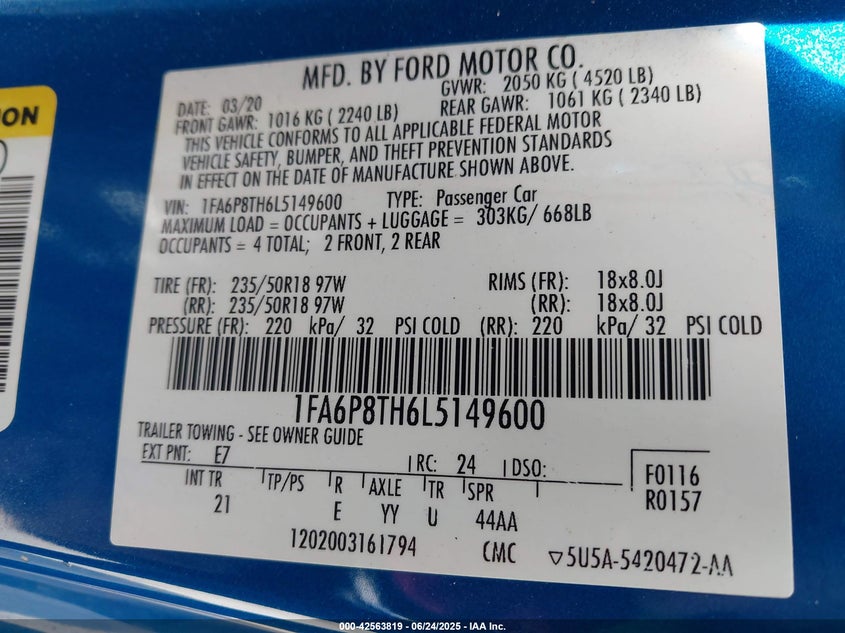 ION
MFD. BY FORD MOTOR CO.
DATE: 03/20 GVWR: 2050 KG ( 4520 LB)
FRONT GAWR: 1016 KG ( 2240 LB) REAR GAWR: 1061 KG ( 2340 LB)
THIS VEHICLE CONFORMS TO ALL APPLICABLE FEDERAL MOTOR
VEHICLE SAFETY, BUMPER, AND THEFT PREVENTION STANDARDS
IN EFFECT ON THE DATE OF MANUFACTURE SHOWN ABOVE.
VIN: 1FA6P8TH6L5149600 TYPE: Passenger Car
MAXIMUM LOAD = OCCUPANTS + LUGGAGE = 303KG/ 668LB
OCCUPANTS = 4 TOTAL; 2 FRONT, 2 REAR
TIRE (FR): 235/50R18 97W RIMS (FR): 18x8.0J
(RR): 235/50R18 97W (RR): 18x8.0J
PRESSURE (FR): 220 kPa/ 32 PSI COLD (RR): 220 kPa/ 32 PSI COLD
1FA6P8TH6L5149600
TRAILER TOWING - SEE OWNER GUIDE
EXT PNT: E7 RC: 24 DSO: F0116
INT TR TP/PS R AXLE TR SPR R0157
21 E YY U 44AA
1202003161794 CMC ▽5U5A-5420472-AA
000-42563819 - 06/24/2025 - IAA Inc.